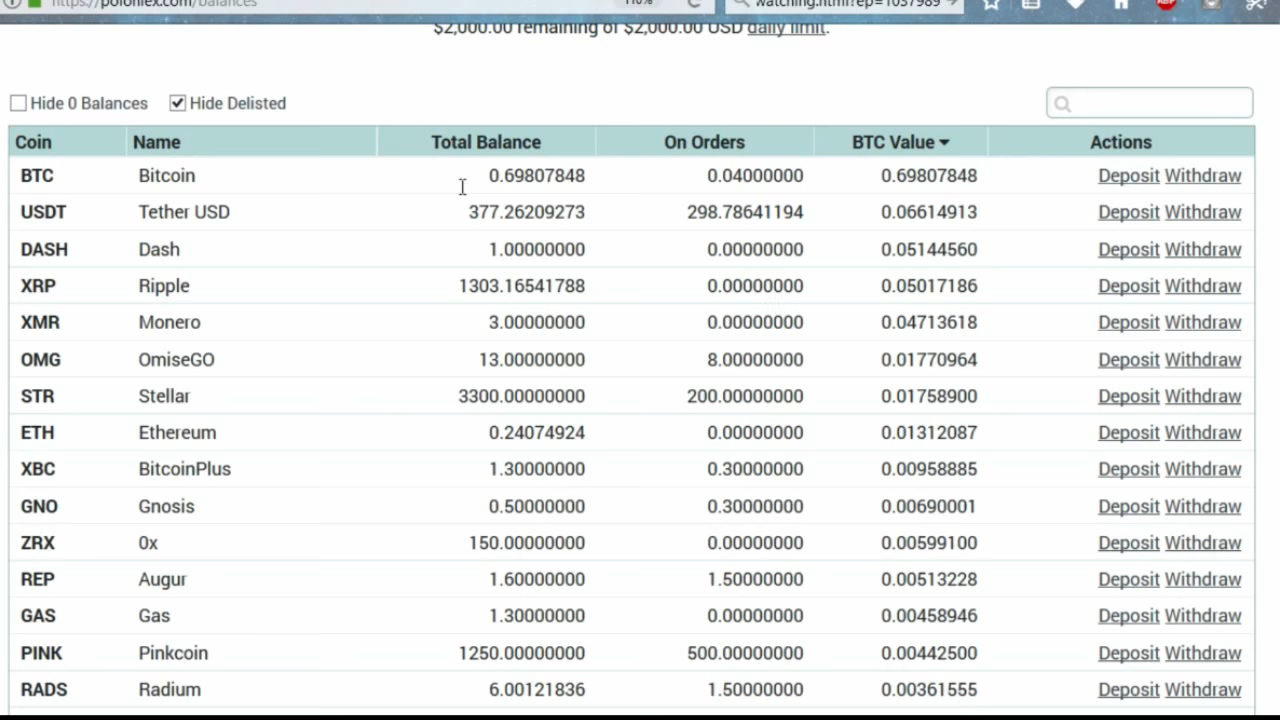 https://poloniex.com/balances 110% watching.html?rep=1037989
$2,000.00 remaining of $2,000.00 USD daily limit.
Hide 0 Balances Hide Delisted
Coin Name Total Balance On Orders BTC Value Actions
BTC Bitcoin 0.69807848 0.04000000 0.69807848 Deposit Withdraw
USDT Tether USD 377.26209273 298.78641194 0.06614913 Deposit Withdraw
DASH Dash 1.00000000 0.00000000 0.05144560 Deposit Withdraw
XRP Ripple 1303.16541788 0.00000000 0.05017186 Deposit Withdraw
XMR Monero 3.00000000 0.00000000 0.04713618 Deposit Withdraw
OMG OmiseGO 13.00000000 8.00000000 0.01770964 Deposit Withdraw
STR Stellar 3300.00000000 200.00000000 0.01758900 Deposit Withdraw
ETH Ethereum 0.24074924 0.00000000 0.01312087 Deposit Withdraw
XBC BitcoinPlus 1.30000000 0.30000000 0.00958885 Deposit Withdraw
GNO Gnosis 0.50000000 0.30000000 0.00690001 Deposit Withdraw
ZRX 0x 150.00000000 0.00000000 0.00599100 Deposit Withdraw
REP Augur 1.60000000 1.50000000 0.00513228 Deposit Withdraw
GAS Gas 1.30000000 0.00000000 0.00458946 Deposit Withdraw
PINK Pinkcoin 1250.00000000 500.00000000 0.00442500 Deposit Withdraw
RADS Radium 6.00121836 1.50000000 0.00361555 Deposit Withdraw